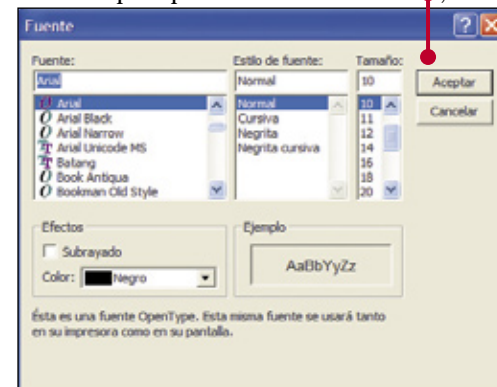 Fuente
Fuente:
Estilo de fuente:
Tamaño:
Arial
Normal
10
Aceptar
Cancelar
Arial
Arial Black
Arial Narrow
Arial Unicode MS
Batang
Book Antiqua
Bookman Old Style
Normal
Cursiva
Negrita
Negrita cursiva
10
11
12
14
16
18
20
Efectos
Subrayado
Color: Negro
Ejemplo
AaBbYyZz
Ésta es una fuente OpenType. Esta misma fuente se usará tanto
en su impresora como en su pantalla.